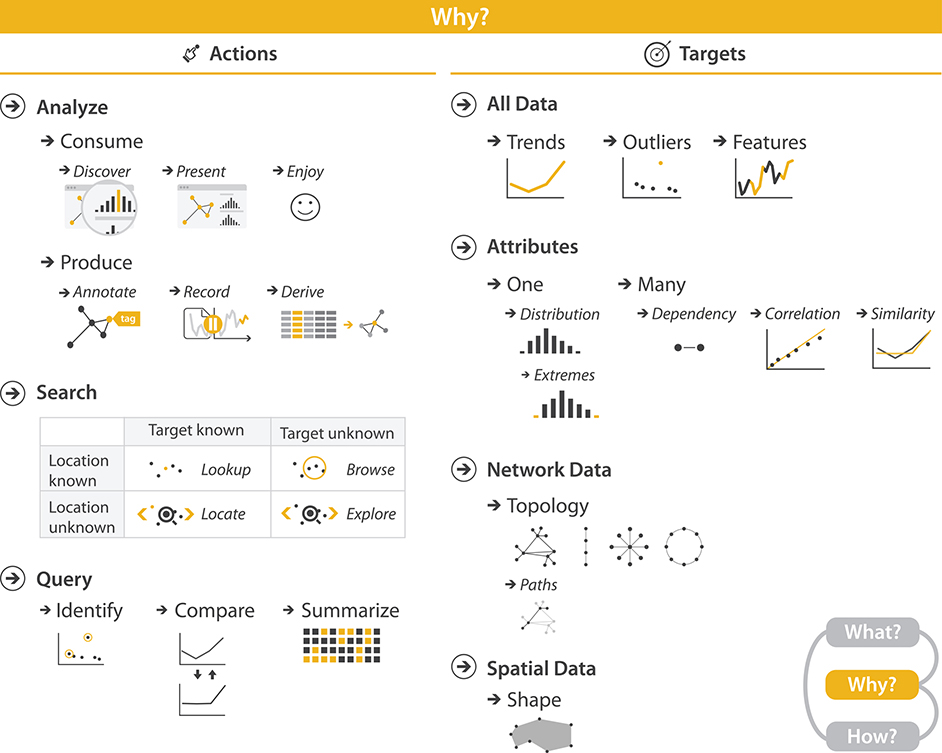 Why?
Actions
Analyze
Consume
Discover
Present
Enjoy
Produce
Annotate
Record
Derive
tag
Search
Target known
Target unknown
Location
known
Lookup
Browse
Location
unknown
Locate
Explore
Query
Identify
Compare
Summarize
Targets
All Data
Trends
Outliers
Features
Attributes
One
Many
Distribution
Dependency
Correlation
Similarity
Extremes
Network Data
Topology
Paths
Spatial Data
Shape
What?
Why?
How?